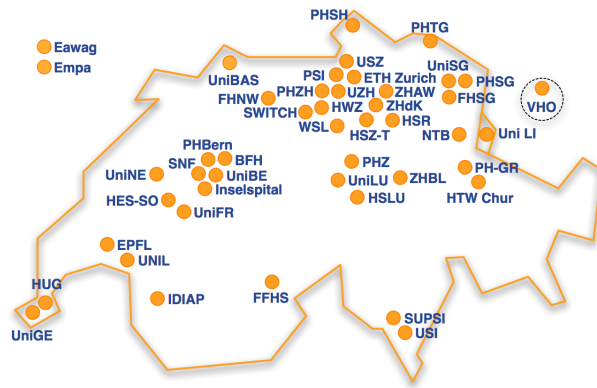 PHSH
Eawag
PHTG
Empa
USZ
UniSG
UniBAS
PSI
ETH Zurich
PHZH
UZH
ZHAW
PHSG
FHNW
HWZ
ZHdK
FHSG
VHO
SWITCH
WSL
HSZ-T
HSR
NTB
Uni LI
PHBern
BFH
SNF
PHZ
PH-GR
UniNE
UniBE
UniLU
ZHBL
Inselspital
HTW Chur
HES-SO
HSLU
UniFR
EPFL
UNIL
HUG
IDIAP
FFHS
SUPSI
UniGE
USI